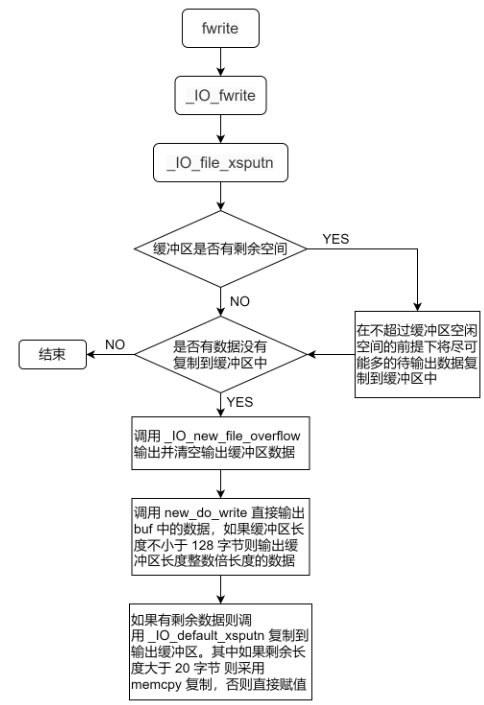 fwrite
_IO_fwrite
_IO_file_xsputn
缓冲区是否有剩余空间
YES
NO
在不超过缓冲区空闲
空间的前提下将尽可
能多的待输出数据复
制到缓冲区中
是否有数据没有
复制到缓冲区中
NO
结束
YES
调用 _IO_new_file_overflow
输出并清空输出缓冲区数据
调用 new_do_write 直接输出
buf 中的数据，如果缓冲区长
度不小于 128 字节则输出缓
冲区长度整数倍长度的数据
如果有剩余数据则调
用 _IO_default_xsputn 复制到
输出缓冲区。其中如果剩余长
度大于 20 字节 则采用
memcpy 复制，否则直接赋值